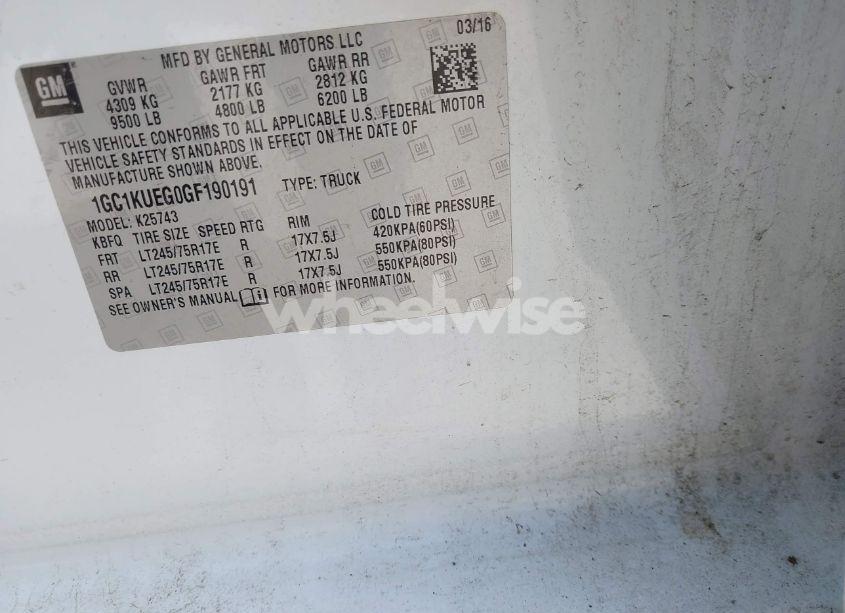 GM
MFD BY GENERAL MOTORS LLC 03/16
GVWR GAWR FRT GAWR RR
4309 KG 2177 KG 2812 KG
9500 LB 4800 LB 6200 LB
THIS VEHICLE CONFORMS TO ALL APPLICABLE U.S. FEDERAL MOTOR
VEHICLE SAFETY STANDARDS IN EFFECT ON THE DATE OF
MANUFACTURE SHOWN ABOVE.
1GC1KUEG0GF190191 TYPE: TRUCK
MODEL: K25743
KBFQ TIRE SIZE SPEED RTG RIM COLD TIRE PRESSURE
FRT LT245/75R17E R 17X7.5J 420KPA(60PSI)
RR LT245/75R17E R 17X7.5J 550KPA(80PSI)
SPA LT245/75R17E R 17X7.5J 550KPA(80PSI)
SEE OWNER'S MANUAL FOR MORE INFORMATION.
wheelwise